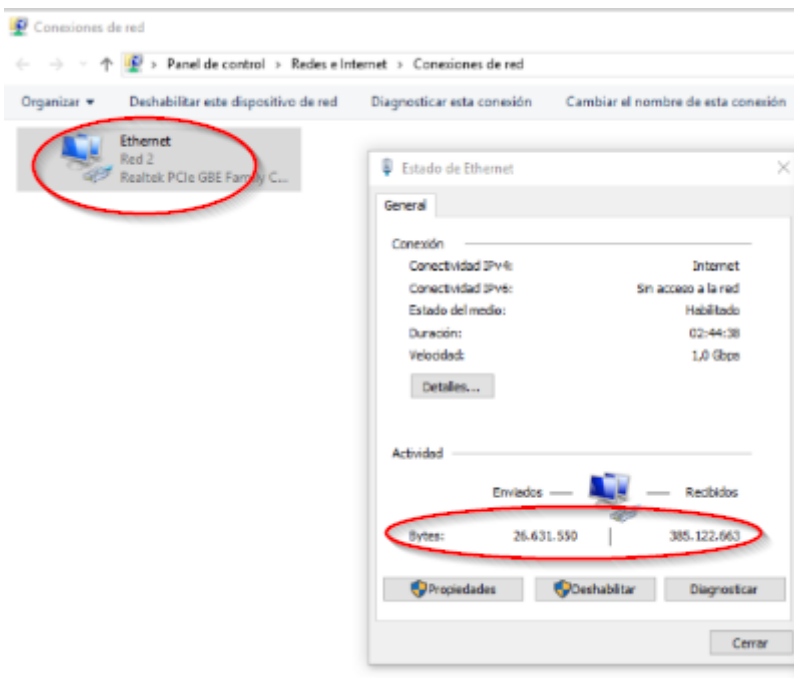 Conexiones de red
Panel de control > Redes e Internet > Conexiones de red
Organizar Deshabilitar este dispositivo de red Diagnosticar esta conexión Cambiar el nombre de esta conexión
Ethernet
Red 2
Realtek PCIe GBE Family C...
Estado de Ethernet
General
Conexión
Conectividad IPv4: Internet
Conectividad IPv6: Sin acceso a la red
Estado del medio: Habilitado
Duración: 02:44:38
Velocidad: 1,0 Gbps
Detalles...
Actividad
Enviados — — Recibidos
Bytes: 26.631.550 | 385.122.663
Propiedades Deshabilitar Diagnosticar
Cerrar